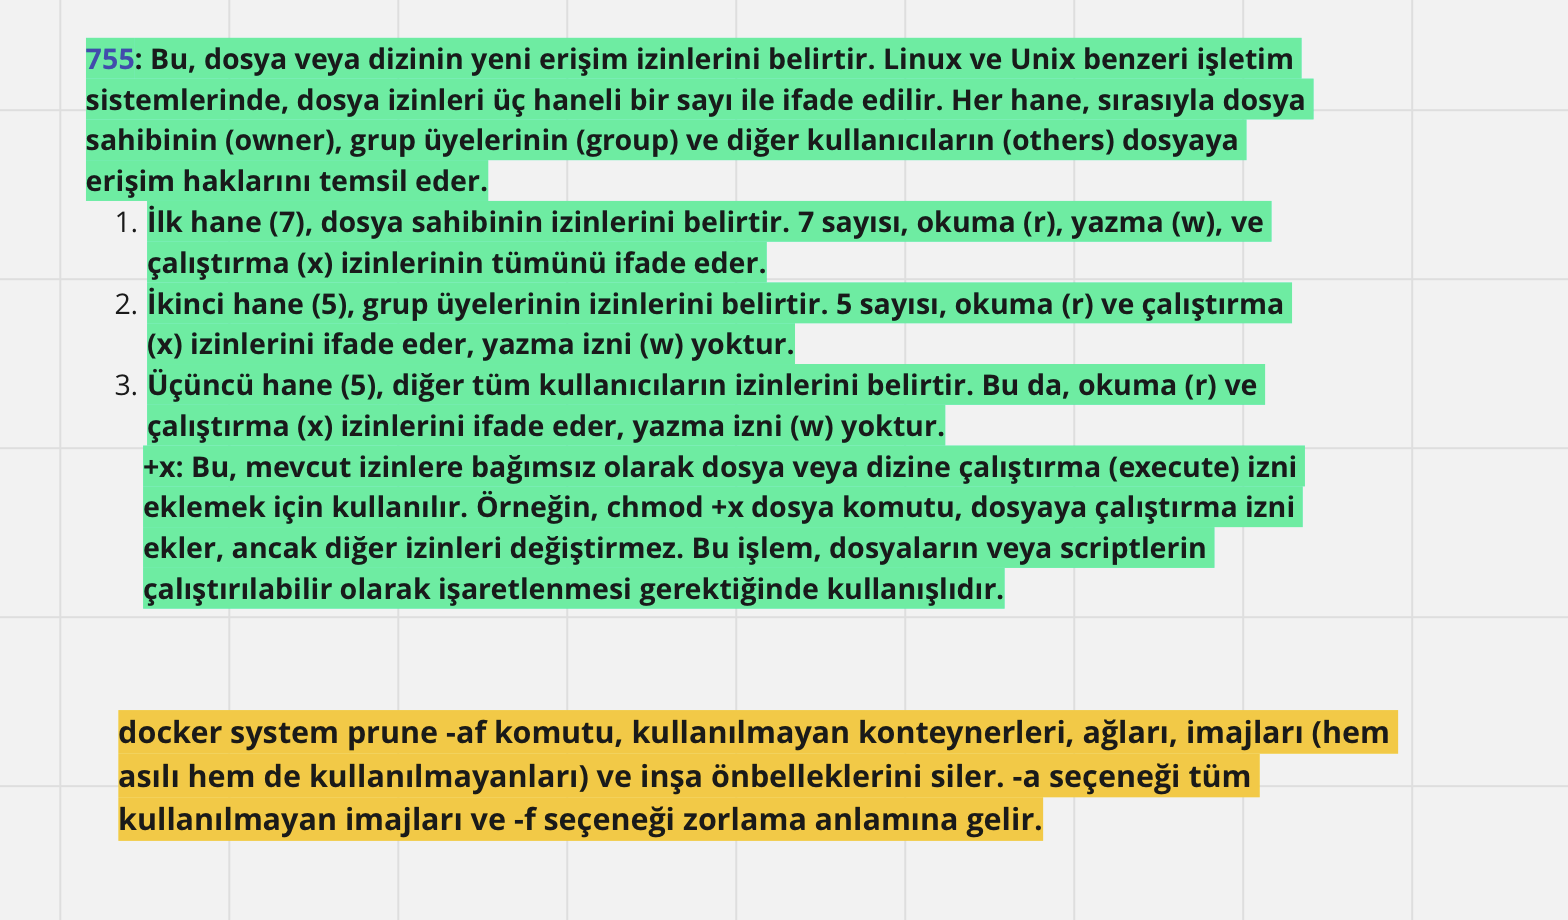 755: Bu, dosya veya dizinin yeni erişim izinlerini belirtir. Linux ve Unix benzeri işletim
sistemlerinde, dosya izinleri üç haneli bir sayı ile ifade edilir. Her hane, sırasıyla dosya
sahibinin (owner), grup üyelerinin (group) ve diğer kullanıcıların (others) dosyaya
erişim haklarını temsil eder.
1. İlk hane (7), dosya sahibinin izinlerini belirtir. 7 sayısı, okuma (r), yazma (w), ve
çalıştırma (x) izinlerinin tümünü ifade eder.
2. İkinci hane (5), grup üyelerinin izinlerini belirtir. 5 sayısı, okuma (r) ve çalıştırma
(x) izinlerini ifade eder, yazma izni (w) yoktur.
3. Üçüncü hane (5), diğer tüm kullanıcıların izinlerini belirtir. Bu da, okuma (r) ve
çalıştırma (x) izinlerini ifade eder, yazma izni (w) yoktur.
+x: Bu, mevcut izinlere bağımsız olarak dosya veya dizine çalıştırma (execute) izni
eklemek için kullanılır. Örneğin, chmod +x dosya komutu, dosyaya çalıştırma izni
ekler, ancak diğer izinleri değiştirmez. Bu işlem, dosyaların veya scriptlerin
çalıştırılabilir olarak işaretlenmesi gerektiğinde kullanışlıdır.
docker system prune -af komutu, kullanılmayan konteynerleri, ağları, imajları (hem
asılı hem de kullanılmayanları) ve inşa önbelleklerini siler. -a seçeneği tüm
kullanılmayan imajları ve -f seçeneği zorlama anlamına gelir.